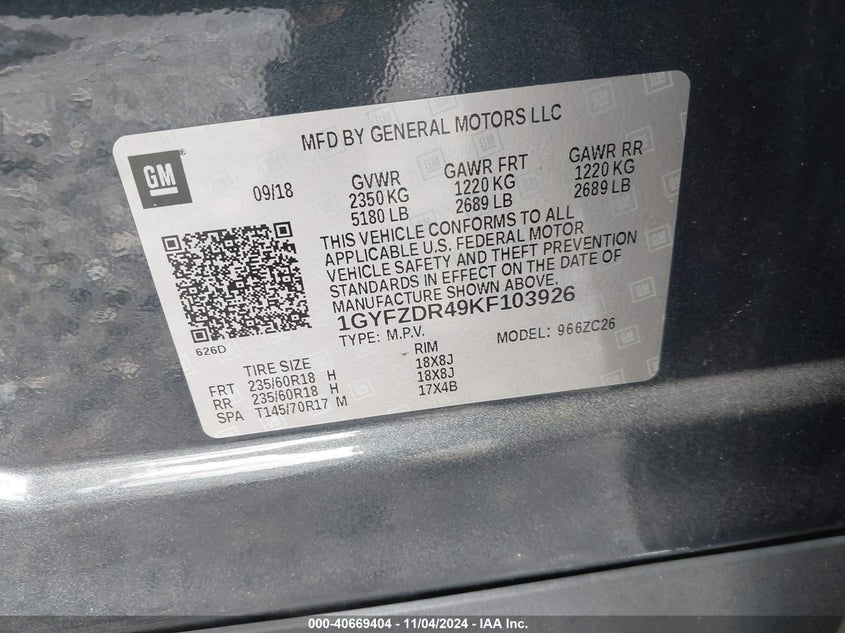 MFD BY GENERAL MOTORS LLC
GM
09/18
GVWR GAWR FRT GAWR RR
2350 KG 1220 KG 1220 KG
5180 LB 2689 LB 2689 LB
THIS VEHICLE CONFORMS TO ALL
APPLICABLE U.S. FEDERAL MOTOR
VEHICLE SAFETY AND THEFT PREVENTION
STANDARDS IN EFFECT ON THE DATE OF
MANUFACTURE SHOWN ABOVE.
1GYFZDR49KF103926
TYPE: M.P.V. MODEL: 966ZC26
626D
TIRE SIZE RIM
FRT 235/60R18 H 18X8J
RR 235/60R18 H 18X8J
SPA T145/70R17 M 17X4B
000-40669404 — 11/04/2024 — IAA Inc.